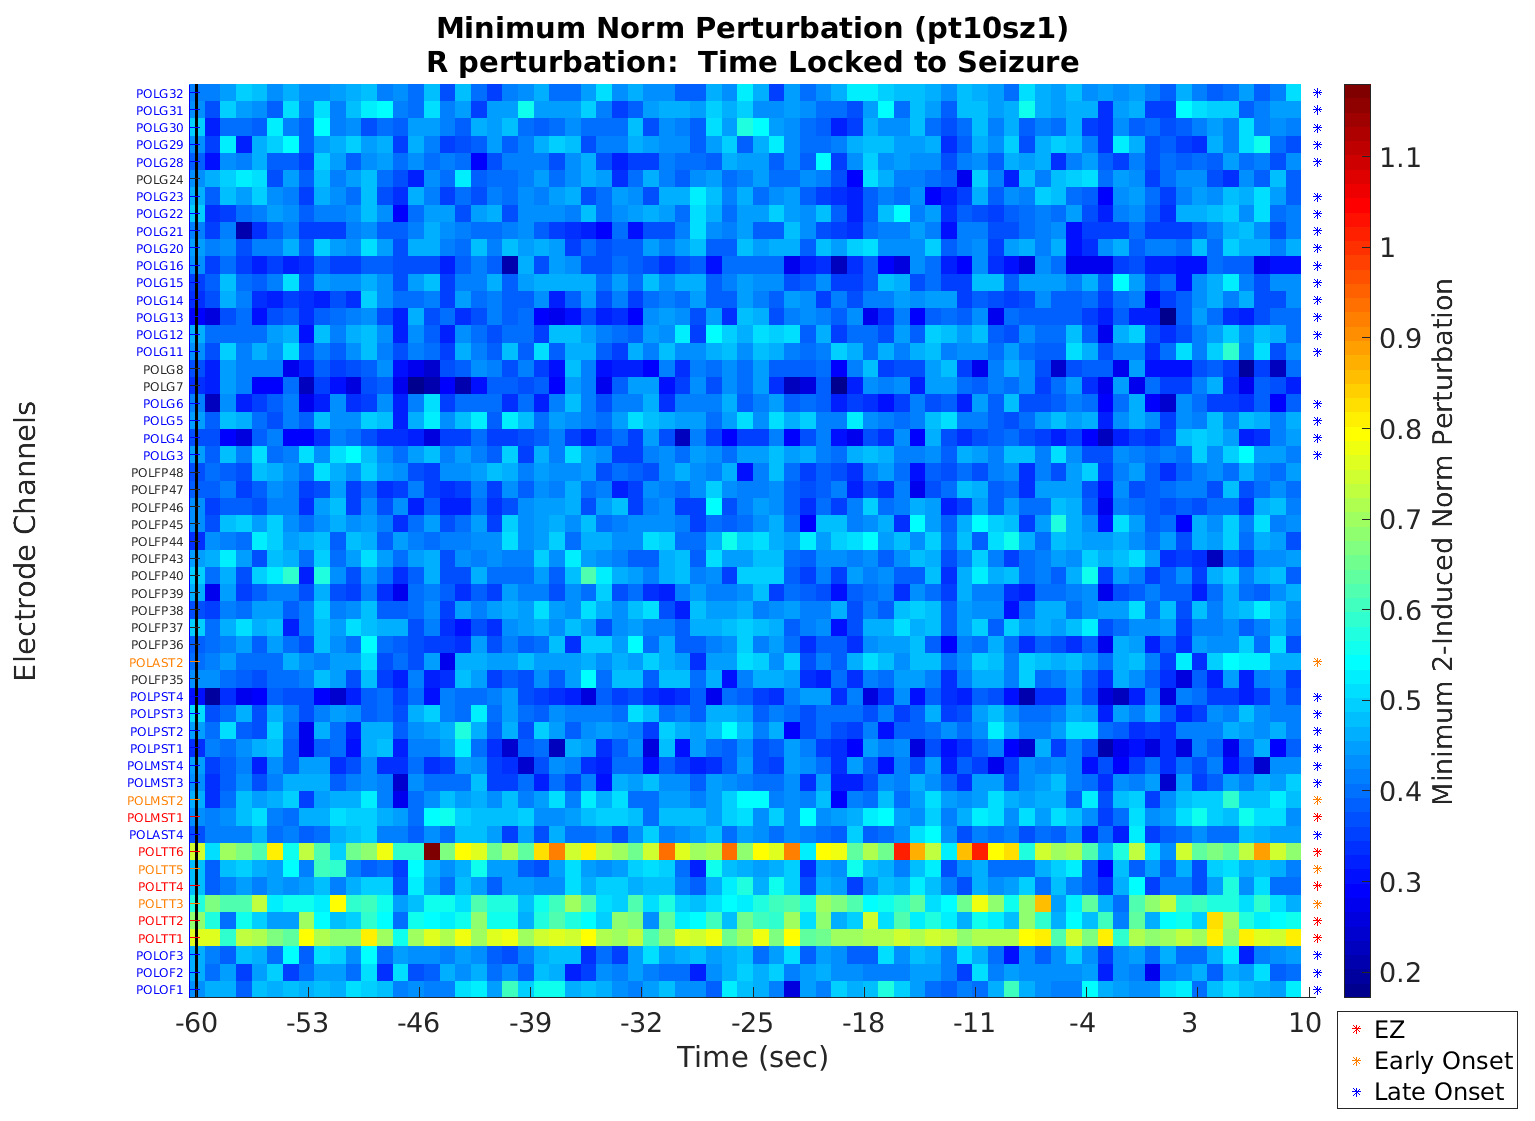 Minimum Norm Perturbation (pt10sz1)
R perturbation:  Time Locked to Seizure
Electrode Channels
POLG32
POLG31
POLG30
POLG29
POLG28
POLG24
POLG23
POLG22
POLG21
POLG20
POLG16
POLG15
POLG14
POLG13
POLG12
POLG11
POLG8
POLG7
POLG6
POLG5
POLG4
POLG3
POLFP48
POLFP47
POLFP46
POLFP45
POLFP44
POLFP43
POLFP40
POLFP39
POLFP38
POLFP37
POLFP36
POLAST2
POLFP35
POLPST4
POLPST3
POLPST2
POLPST1
POLMST4
POLMST3
POLMST2
POLMST1
POLAST4
POLTT6
POLTT5
POLTT4
POLTT3
POLTT2
POLTT1
POLOF3
POLOF2
POLOF1
-60 -53 -46 -39 -32 -25 -18 -11 -4 3 10
Time (sec)
1.1
1
0.9
0.8
0.7
0.6
0.5
0.4
0.3
0.2
Minimum 2-Induced Norm Perturbation
EZ
Early Onset
Late Onset